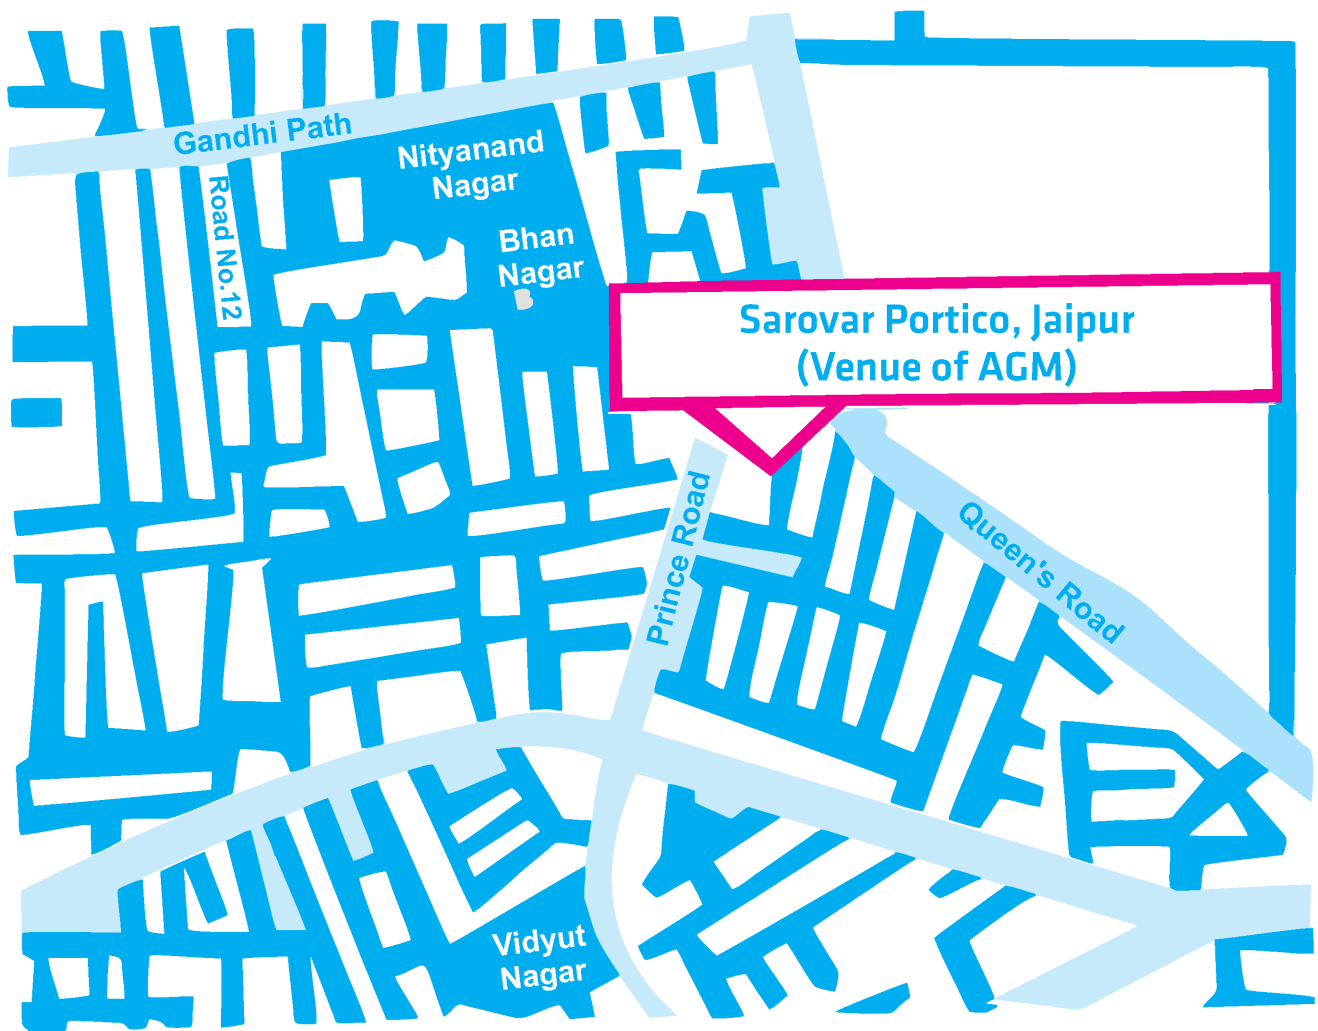 Gandhi Path
Nityanand
Nagar
Road No.12
Bhan
Nagar
Sarovar Portico, Jaipur
(Venue of AGM)
Prince Road
Queen's Road
Vidyut
Nagar